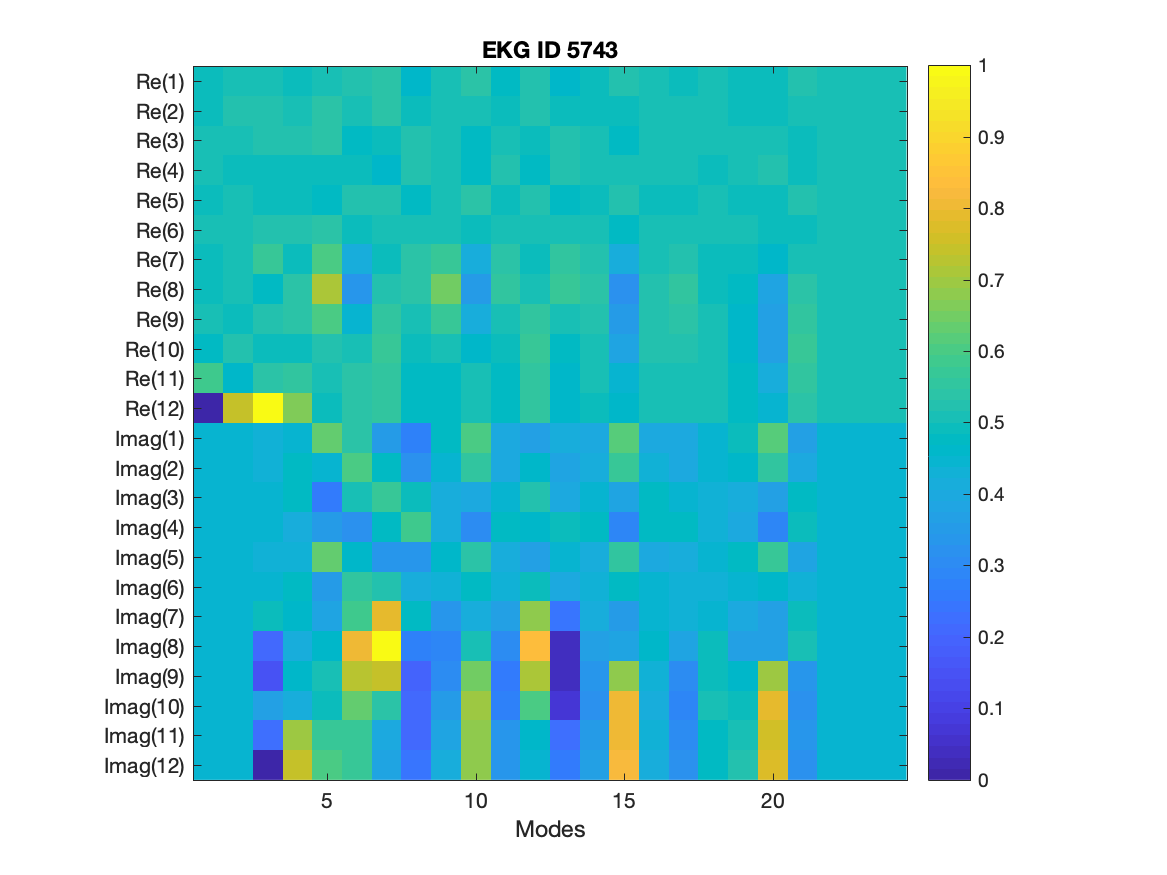 EKG ID 5743
Re(1)
Re(2)
Re(3)
Re(4)
Re(5)
Re(6)
Re(7)
Re(8)
Re(9)
Re(10)
Re(11)
Re(12)
Imag(1)
Imag(2)
Imag(3)
Imag(4)
Imag(5)
Imag(6)
Imag(7)
Imag(8)
Imag(9)
Imag(10)
Imag(11)
Imag(12)
5 10 15 20
Modes
1
0.9
0.8
0.7
0.6
0.5
0.4
0.3
0.2
0.1
0